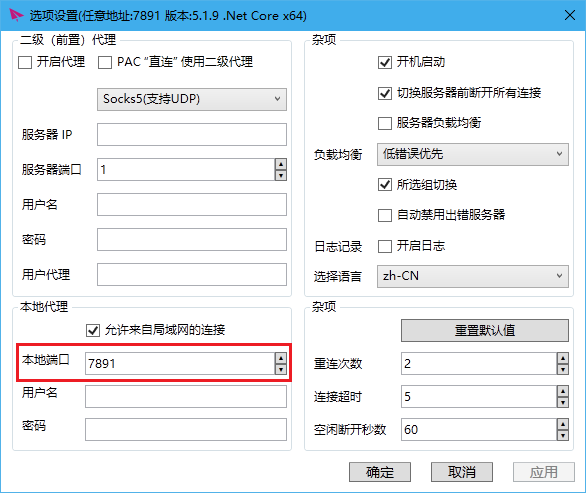 选项设置(任意地址:7891 版本:5.1.9 .Net Core x64)
二级（前置）代理
开启代理
PAC “直连” 使用二级代理
Socks5(支持UDP)
服务器 IP
服务器端口
1
用户名
密码
用户代理
杂项
开机启动
切换服务器前断开所有连接
服务器负载均衡
负载均衡
低错误优先
所选组切换
自动禁用出错服务器
日志记录
开启日志
选择语言
zh-CN
本地代理
允许来自局域网的连接
本地端口
7891
用户名
密码
杂项
重置默认值
重连次数
2
连接超时
5
空闲断开秒数
60
确定
取消
应用